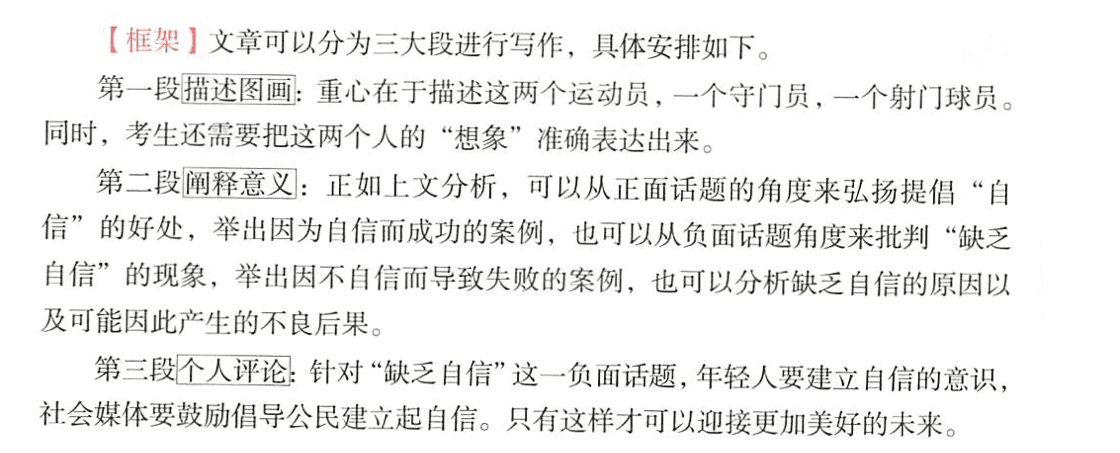 【框架】文章可以分为三大段进行写作，具体安排如下。
第一段描述图画：重心在于描述这两个运动员，一个守门员，一个射门球员。
同时，考生还需要把这两个人的“想象”准确表达出来。
第二段阐释意义：正如上文分析，可以从正面话题的角度来弘扬提倡“自
信”的好处，举出因为自信而成功的案例，也可以从负面话题角度来批判“缺乏
自信”的现象，举出因不自信而导致失败的案例，也可以分析缺乏自信的原因以
及可能因此产生的不良后果。
第三段个人评论：针对“缺乏自信”这一负面话题，年轻人要建立自信的意识，
社会媒体要鼓励倡导公民建立起自信。只有这样才可以迎接更加美好的未来。